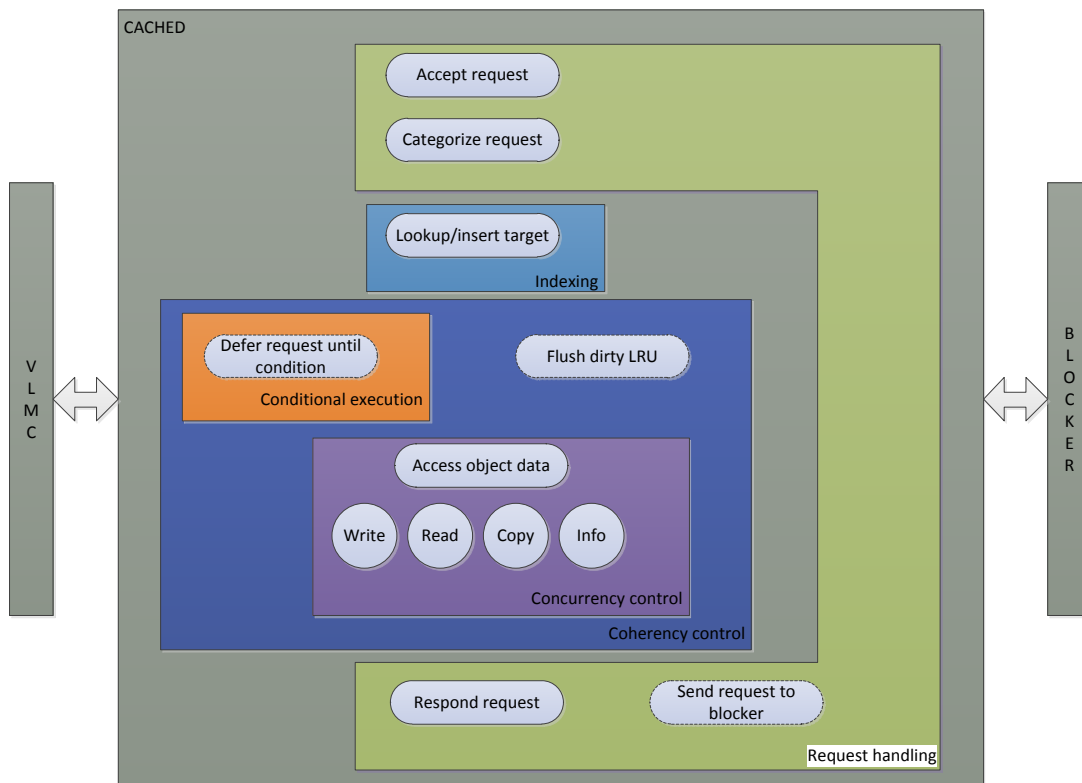 CACHED
Accept request
Categorize request
Lookup/insert target
Indexing
Defer request until
condition
Flush dirty LRU
Conditional execution
Access object data
Write
Read
Copy
Info
Concurrency control
Coherency control
Respond request
Send request to
blocker
Request handling
V
L
M
C
B
L
O
C
K
E
R